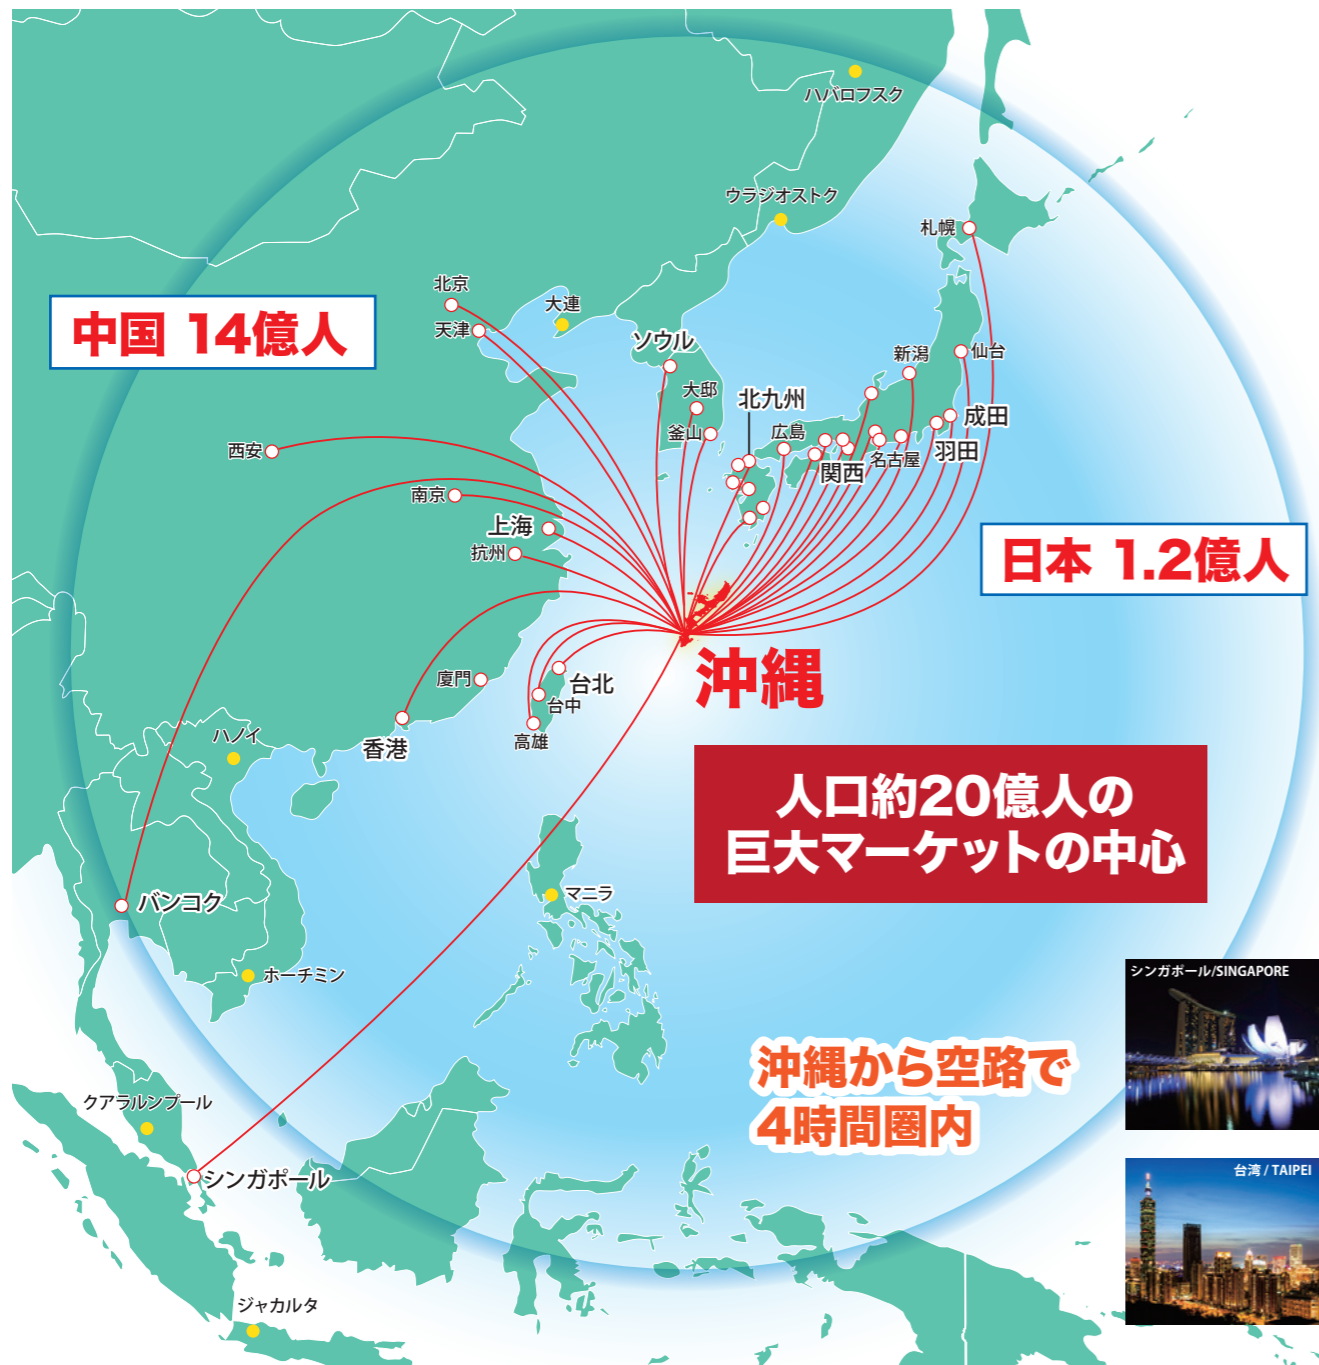 ハバロフスク
ウラジオストク
札幌
北京
大連
天津
中国 14億人
ソウル
新潟
仙台
大邱
北九州
成田
釜山
広島
羽田
名古屋
関西
西安
南京
上海
抗州
日本 1.2億人
沖縄
廈門
台北
台中
高雄
香港
ハノイ
人口約20億人の
巨大マーケットの中心
マニラ
バンコク
ホーチミン
シンガポール/SINGAPORE
沖縄から空路で
4時間圏内
クアラルンプール
シンガポール
台湾 / TAIPEI
ジャカルタ